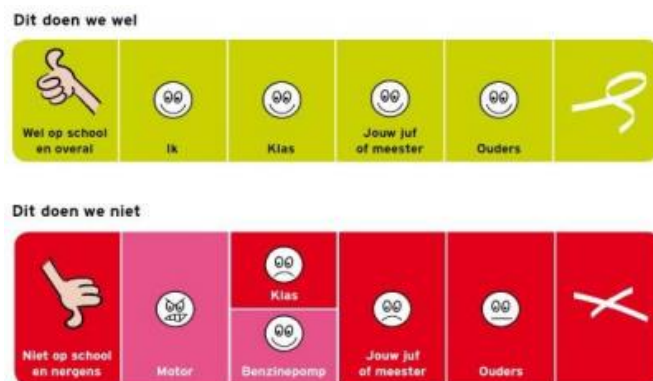 Dit doen we wel
Wel op school
en overal
Ik
Klas
Jouw juf
of meester
Ouders
Dit doen we niet
Niet op school
en nergens
Motor
Klas
Benzinepomp
Jouw juf
of meester
Ouders